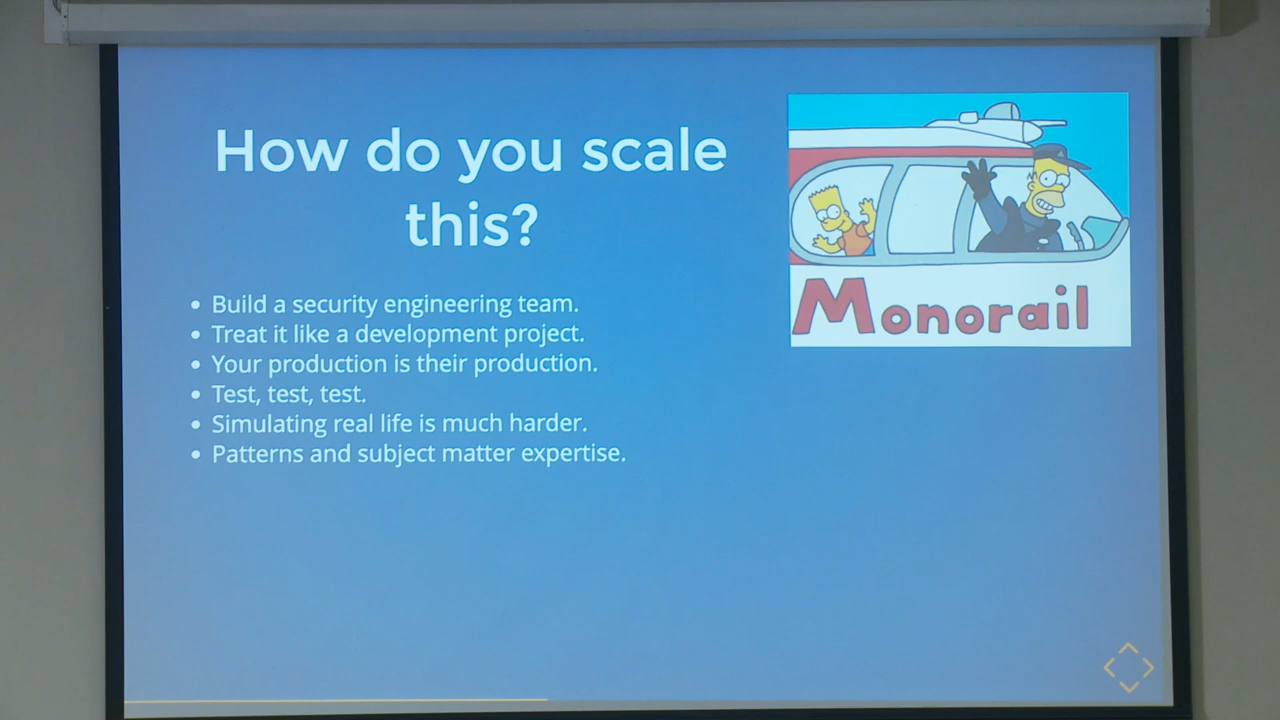 How do you scale
this?
Build a security engineering team.
Treat it like a development project.
Your production is their production.
Test, test, test.
Simulating real life is much harder.
Patterns and subject matter expertise.
Monorail